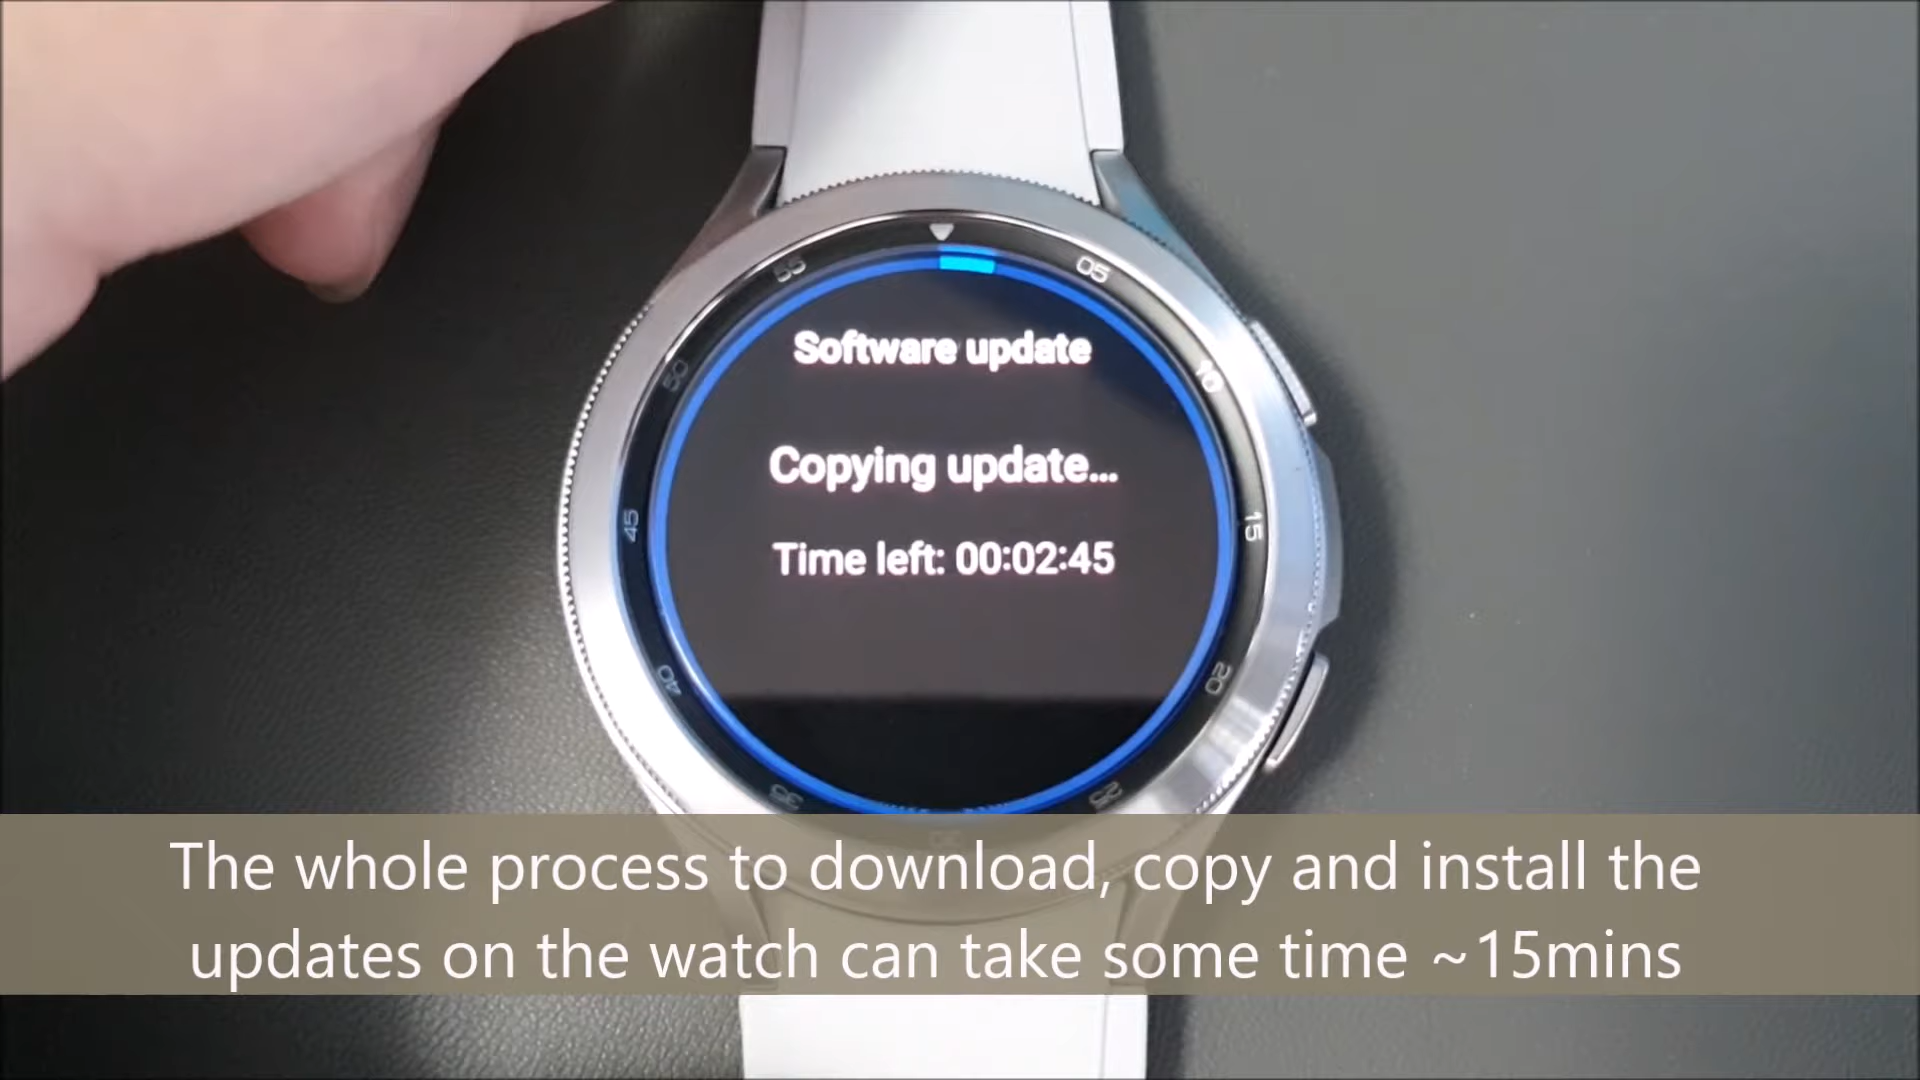 55
05
50
10
Software update
Copying update...
45
15
Time left: 00:02:45
40
20
35
25
The whole process to download, copy and install the
updates on the watch can take some time ~15mins